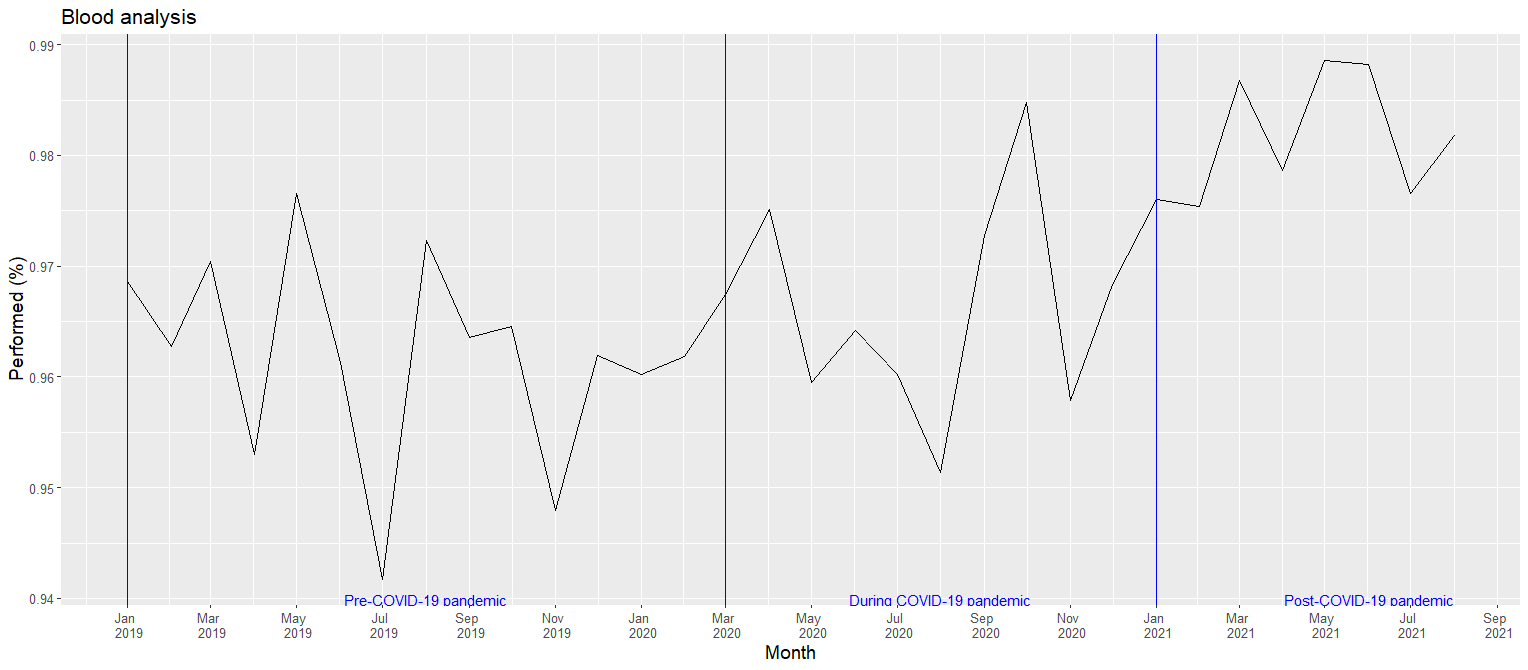 Blood analysis
0.99
0.98
0.97
0.96
0.95
0.94
Performed (%)
Pre-COVID-19 pandemic
During COVID-19 pandemic
Post-COVID-19 pandemic
Jan Mar May Jul Sep Nov Jan Mar May Jul Sep Nov Jan Mar May Jul Sep
2019 2019 2019 2019 2019 2019 2020 2020 2020 2020 2020 2020 2021 2021 2021 2021 2021
Month